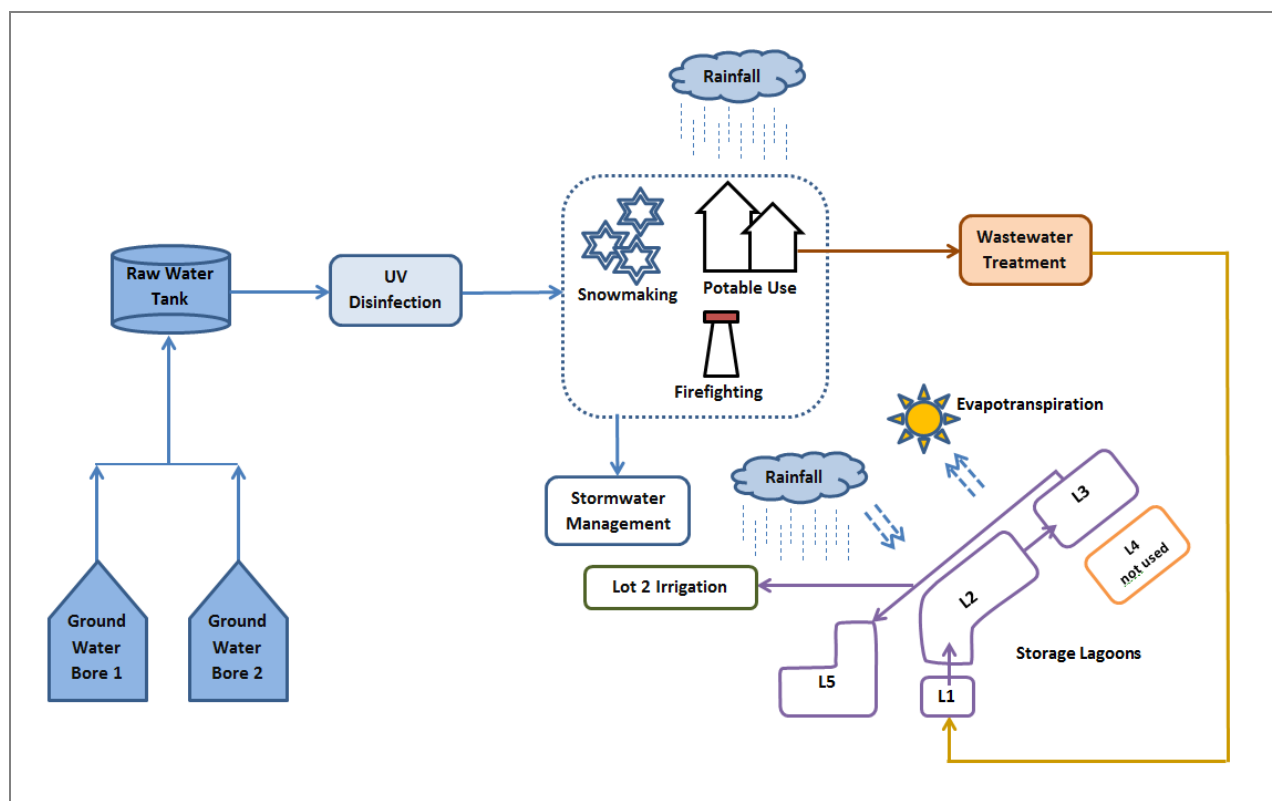 Rainfall
Snowmaking
Potable Use
Firefighting
Wastewater
Treatment
Raw Water
Tank
UV
Disinfection
Evapotranspiration
Rainfall
Stormwater
Management
Lot 2 Irrigation
L3
L4
not used
L2
Storage Lagoons
L5
L1
Ground
Water
Bore 1
Ground
Water
Bore 2